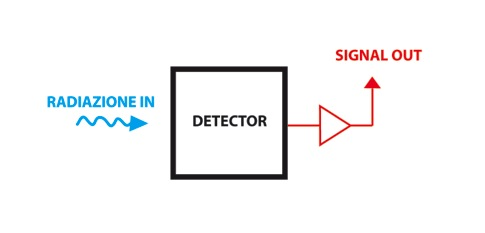 SIGNAL OUT
RADIAZIONE IN
DETECTOR